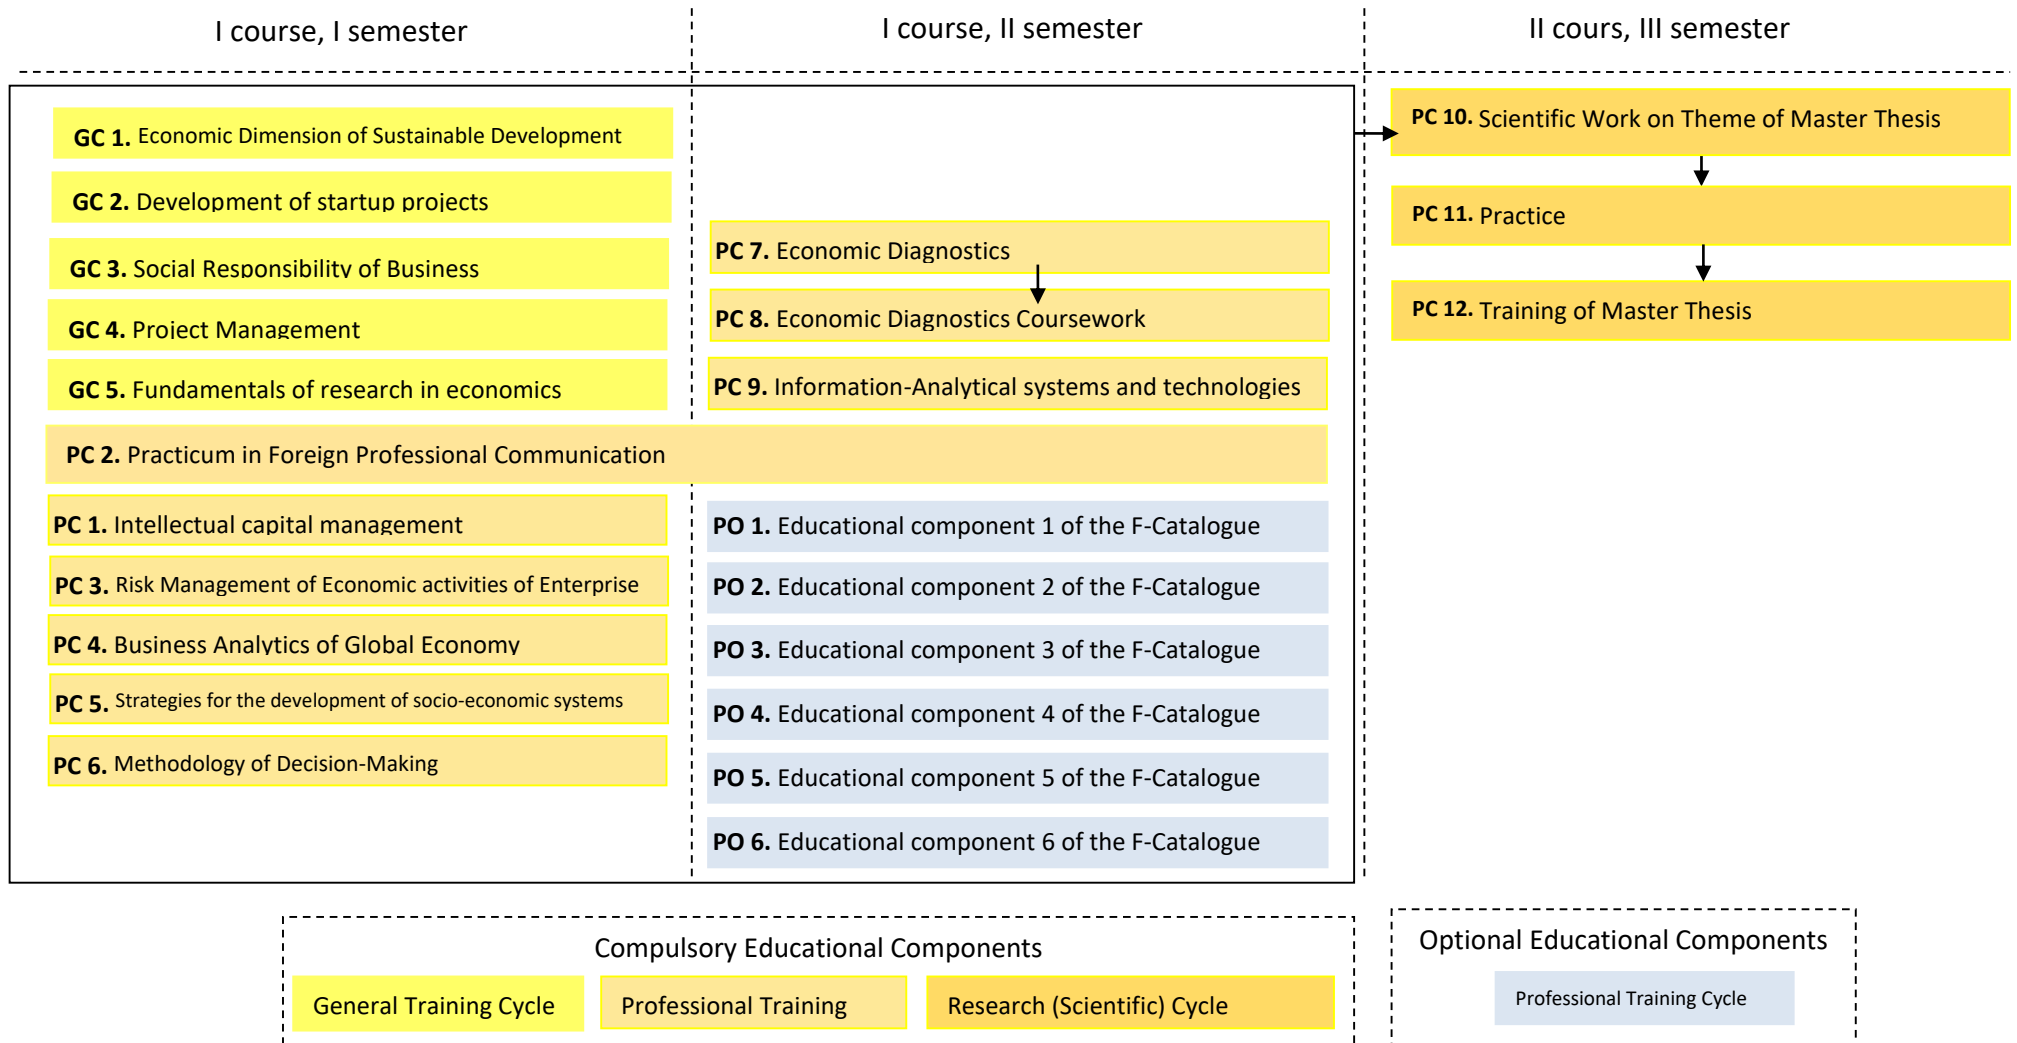 I course, I semester
I course, II semester
II cours, III semester
GC 1. Economic Dimension of Sustainable Development
GC 2. Development of startup projects
GC 3. Social Responsibility of Business
GC 4. Project Management
GC 5. Fundamentals of research in economics
PC 7. Economic Diagnostics
PC 8. Economic Diagnostics Coursework
PC 9. Information-Analytical systems and technologies
PC 2. Practicum in Foreign Professional Communication
PC 1. Intellectual capital management
PC 3. Risk Management of Economic activities of Enterprise
PC 4. Business Analytics of Global Economy
PC 5. Strategies for the development of socio-economic systems
PC 6. Methodology of Decision-Making
PO 1. Educational component 1 of the F-Catalogue
PO 2. Educational component 2 of the F-Catalogue
PO 3. Educational component 3 of the F-Catalogue
PO 4. Educational component 4 of the F-Catalogue
PO 5. Educational component 5 of the F-Catalogue
PO 6. Educational component 6 of the F-Catalogue
PC 10. Scientific Work on Theme of Master Thesis
PC 11. Practice
PC 12. Training of Master Thesis
Compulsory Educational Components
General Training Cycle
Professional Training
Research (Scientific) Cycle
Optional Educational Components
Professional Training Cycle